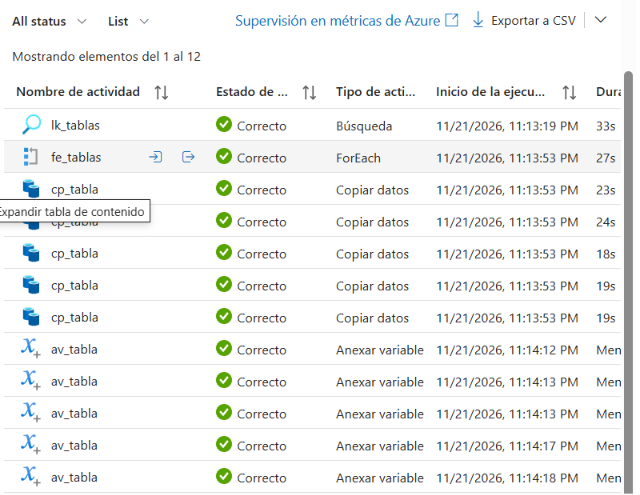 All status List Supervisión en métricas de Azure Exportar a CSV
Mostrando elementos del 1 al 12
Nombre de actividad Estado de ... Tipo de acti... Inicio de la ejecu... Dura
lk_tablas Correcto Búsqueda 11/21/2026, 11:13:19 PM 33s
fe_tablas Correcto ForEach 11/21/2026, 11:13:53 PM 27s
cp_tabla Correcto Copiar datos 11/21/2026, 11:13:53 PM 23s
Expandir tabla de contenido
cp_tabla Correcto Copiar datos 11/21/2026, 11:13:53 PM 24s
cp_tabla Correcto Copiar datos 11/21/2026, 11:13:53 PM 18s
cp_tabla Correcto Copiar datos 11/21/2026, 11:13:53 PM 19s
cp_tabla Correcto Copiar datos 11/21/2026, 11:13:53 PM 19s
av_tabla Correcto Anexar variable 11/21/2026, 11:14:12 PM Men
av_tabla Correcto Anexar variable 11/21/2026, 11:14:13 PM Men
av_tabla Correcto Anexar variable 11/21/2026, 11:14:13 PM Men
av_tabla Correcto Anexar variable 11/21/2026, 11:14:17 PM Men
av_tabla Correcto Anexar variable 11/21/2026, 11:14:18 PM Men